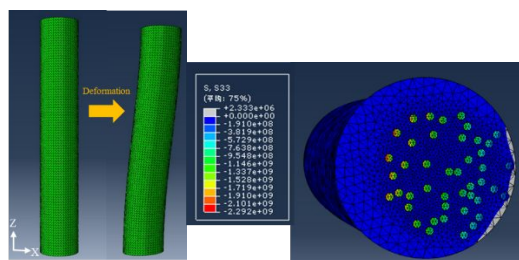 Deformation
Z
X
S, S33
(平均: 75%)
+2.333e+06
+0.000e+00
-1.910e+08
-3.819e+08
-5.729e+08
-7.638e+08
-9.548e+08
-1.146e+09
-1.337e+09
-1.528e+09
-1.719e+09
-1.910e+09
-2.101e+09
-2.292e+09